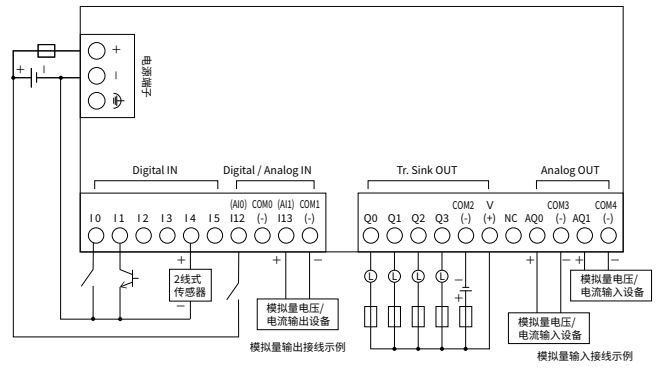 +
−
电源端子
+ −
Digital IN
Digital / Analog IN
Tr. Sink OUT
Analog OUT
(AI0) COM0 (AI1) COM1
I0 I1 I2 I3 I4 I5 I12 (-) I13 (-)
COM2 V COM3 COM4
Q0 Q1 Q2 Q3 (-) (+) NC AQ0 (-) AQ1 (-)
+ + − + − + −
L L L L
−
+
2线式
传感器
−
模拟量电压/
电流输出设备
模拟量输出接线示例
模拟量电压/
电流输入设备
模拟量电压/
电流输入设备
模拟量输入接线示例